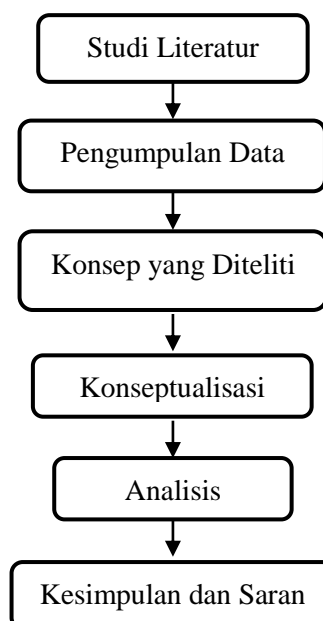 Studi Literatur
Pengumpulan Data
Konsep yang Diteliti
Konseptualisasi
Analisis
Kesimpulan dan Saran